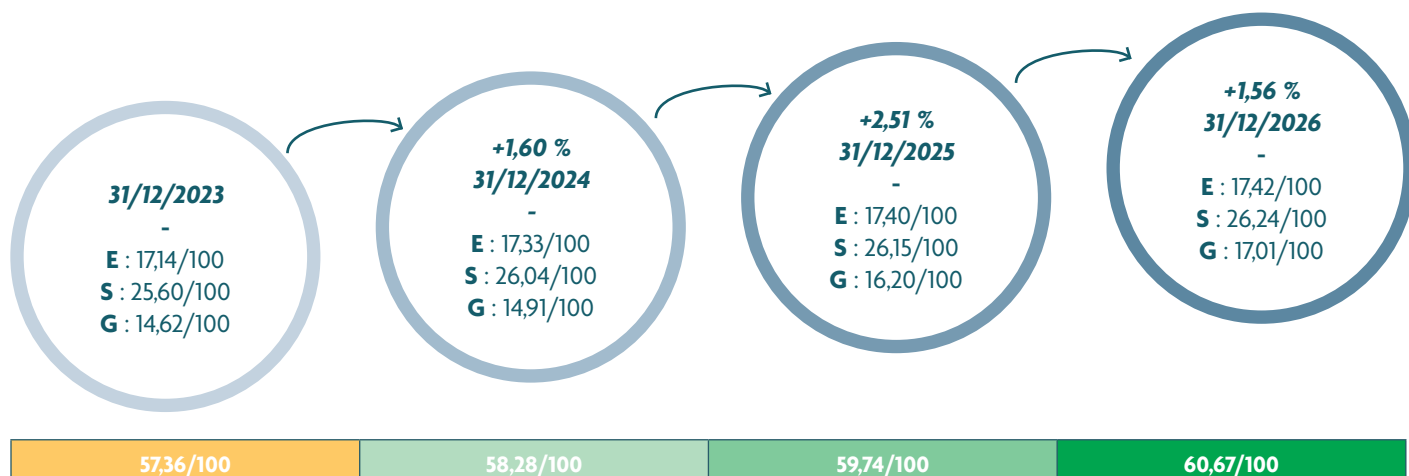 31/12/2023
-
E : 17,14/100
S : 25,60/100
G : 14,62/100
+1,60 %
31/12/2024
-
E : 17,33/100
S : 26,04/100
G : 14,91/100
+2,51 %
31/12/2025
-
E : 17,40/100
S : 26,15/100
G : 16,20/100
+1,56 %
31/12/2026
-
E : 17,42/100
S : 26,24/100
G : 17,01/100
57,36/100
58,28/100
59,74/100
60,67/100